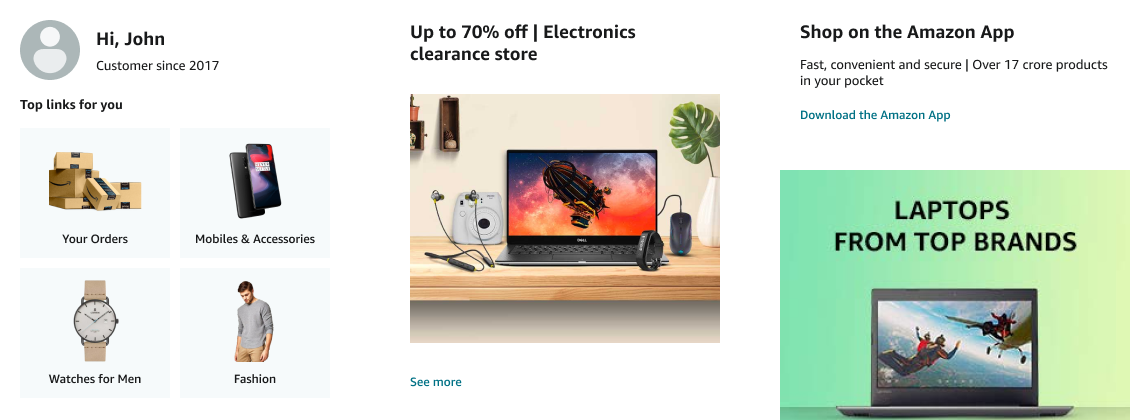 Hi, John
Customer since 2017
Top links for you
Your Orders
Mobiles & Accessories
Watches for Men
Fashion
Up to 70% off | Electronics
clearance store
DELL
See more
Shop on the Amazon App
Fast, convenient and secure | Over 17 crore products
in your pocket
Download the Amazon App
LAPTOPS
FROM TOP BRANDS